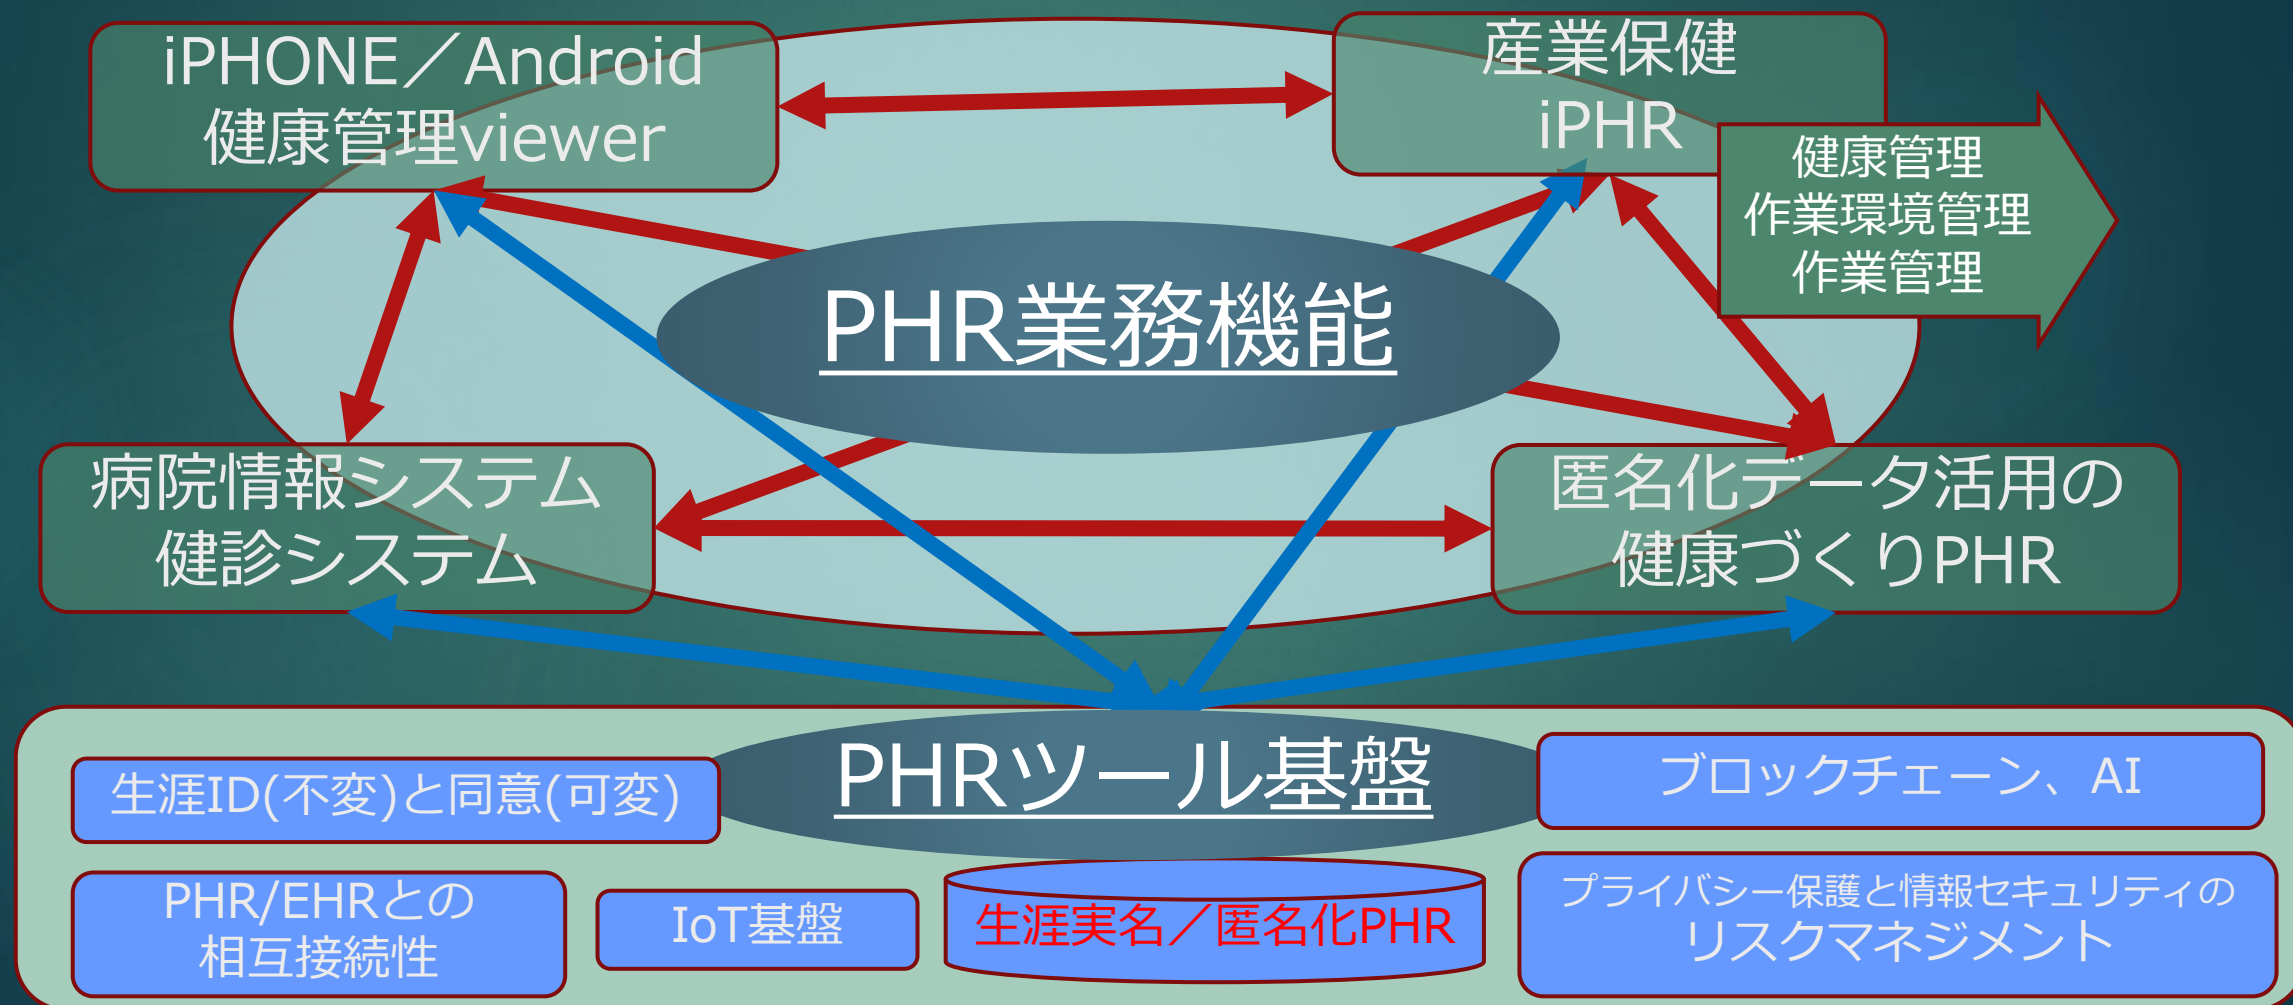 iPHONE／Android
健康管理viewer
産業保健
iPHR
健康管理
作業環境管理
作業管理
PHR業務機能
病院情報システム
健診システム
匿名化データ活用の
健康づくりPHR
PHRツール基盤
生涯ID(不変)と同意(可変)
ブロックチェーン、AI
PHR/EHRとの
相互接続性
IoT基盤
生涯実名／匿名化PHR
プライバシー保護と情報セキュリティの
リスクマネジメント